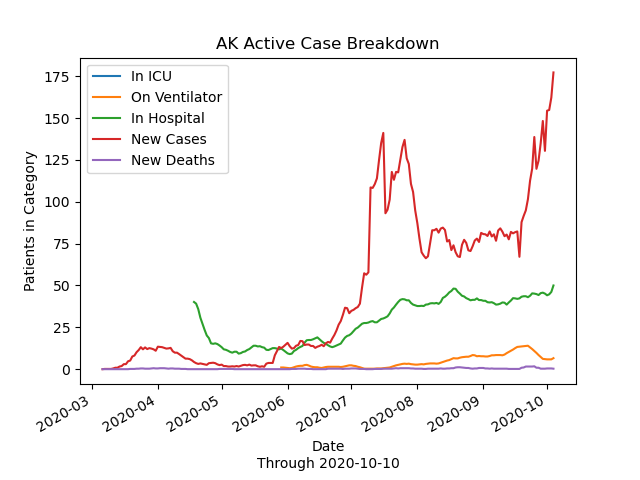 AK Active Case Breakdown
In ICU
On Ventilator
In Hospital
New Cases
New Deaths
Patients in Category
175
150
125
100
75
50
25
0
2020-03
2020-04
2020-05
2020-06
2020-07
2020-08
2020-09
2020-10
Date
Through 2020-10-10